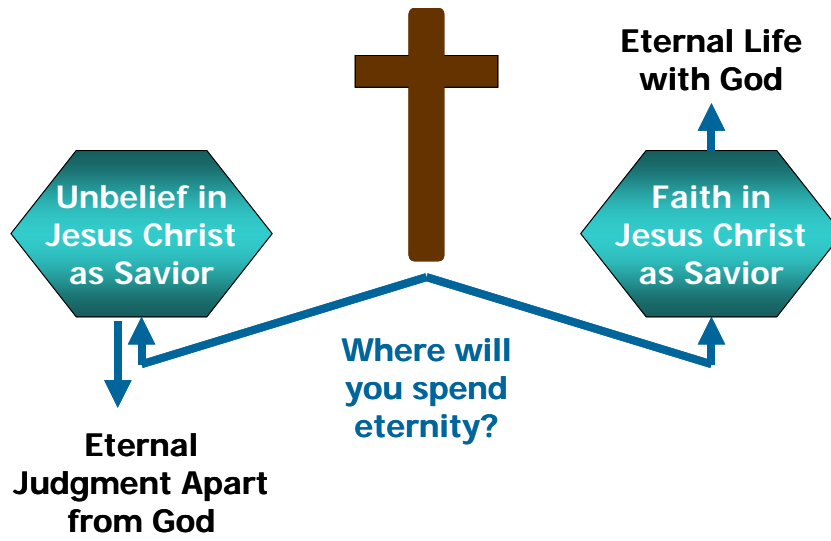 Eternal Life
with God
Unbelief in
Jesus Christ
as Savior
Faith in
Jesus Christ
as Savior
Where will
you spend
eternity?
Eternal
Judgment Apart
from God